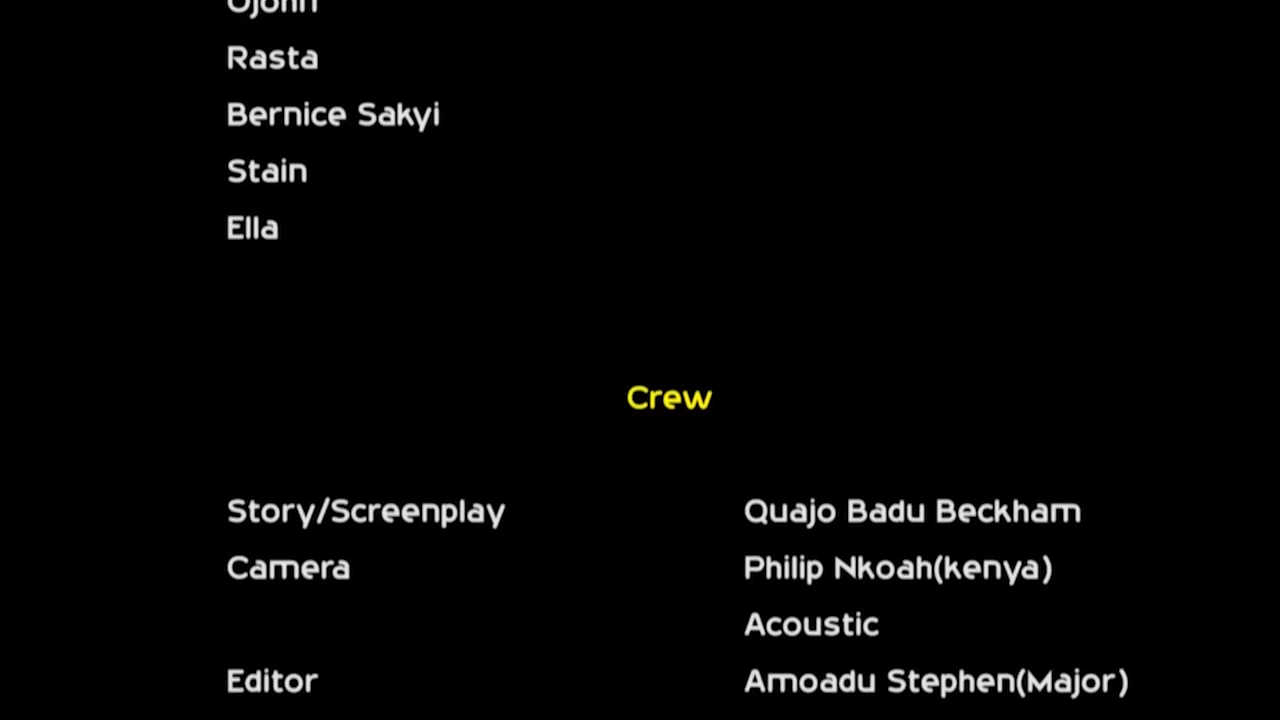 Ojohn
Rasta
Bernice Sakyi
Stain
Ella
Crew
Story/Screenplay Quajo Badu Beckham
Camera Philip Nkoah(kenya)
Acoustic
Editor Amoadu Stephen(Major)